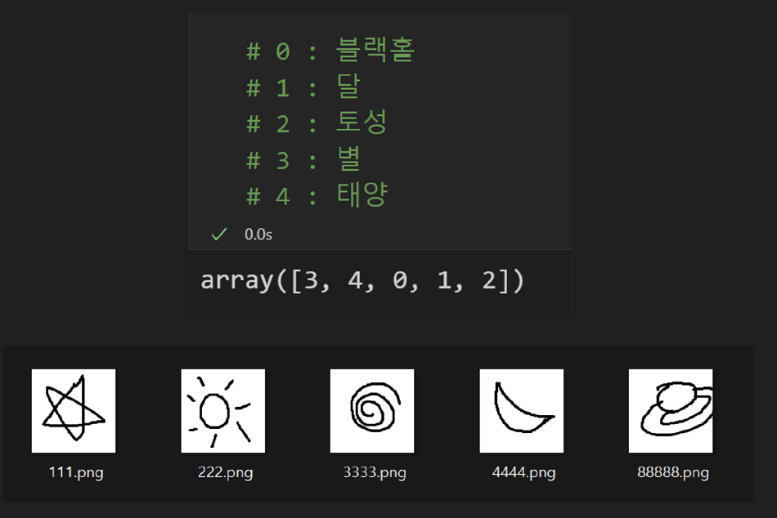 # 0 : 블랙홀
# 1 : 달
# 2 : 토성
# 3 : 별
# 4 : 태양
0.0s
array([3, 4, 0, 1, 2])
111.png 222.png 3333.png 4444.png 88888.png